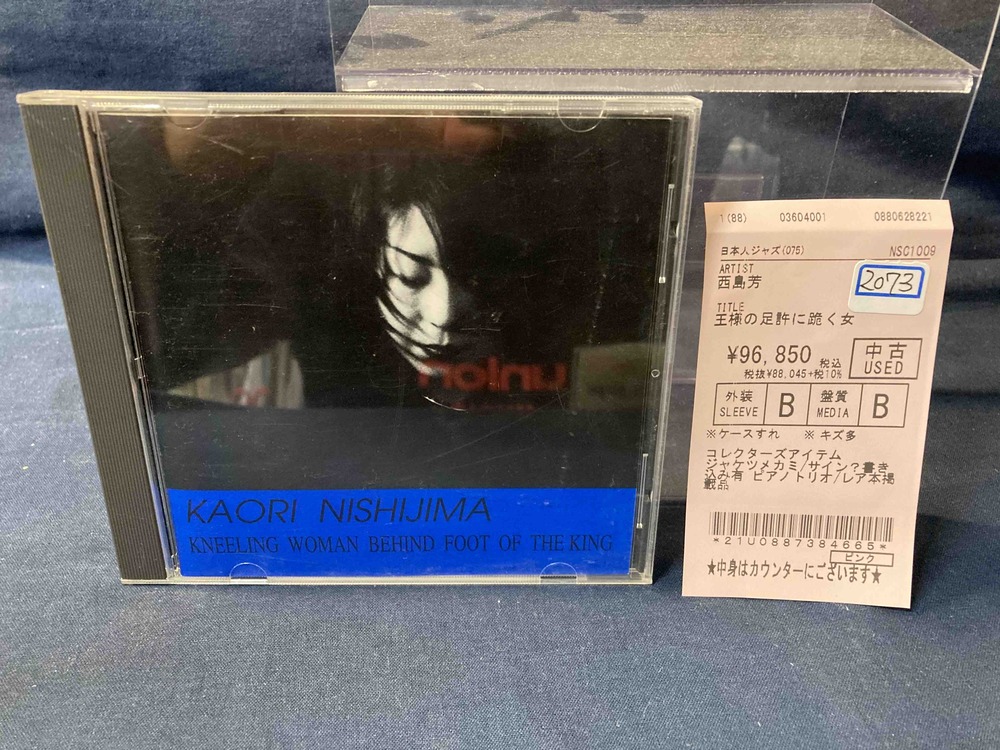 KAORI NISHIJIMA
KNEELING WOMAN BEHIND FOOT OF THE KING
union
1(88) 03604001 0880628221
日本人ジャズ(075) NSC1009
ARTIST
西島芳
2073
TITLE
王様の足許に跪く女
¥96,850 税込
税抜¥88,045+税10%
中古
USED
外装 SLEEVE B 盤質 MEDIA B
※ケースすれ ※キズ多
コレクターズアイテム
ジャケツメカミ/サイン?書き
込み有 ピアノトリオ/レア本掲
載品
*21U0887384665*
ピンク
★中身はカウンターにございます★